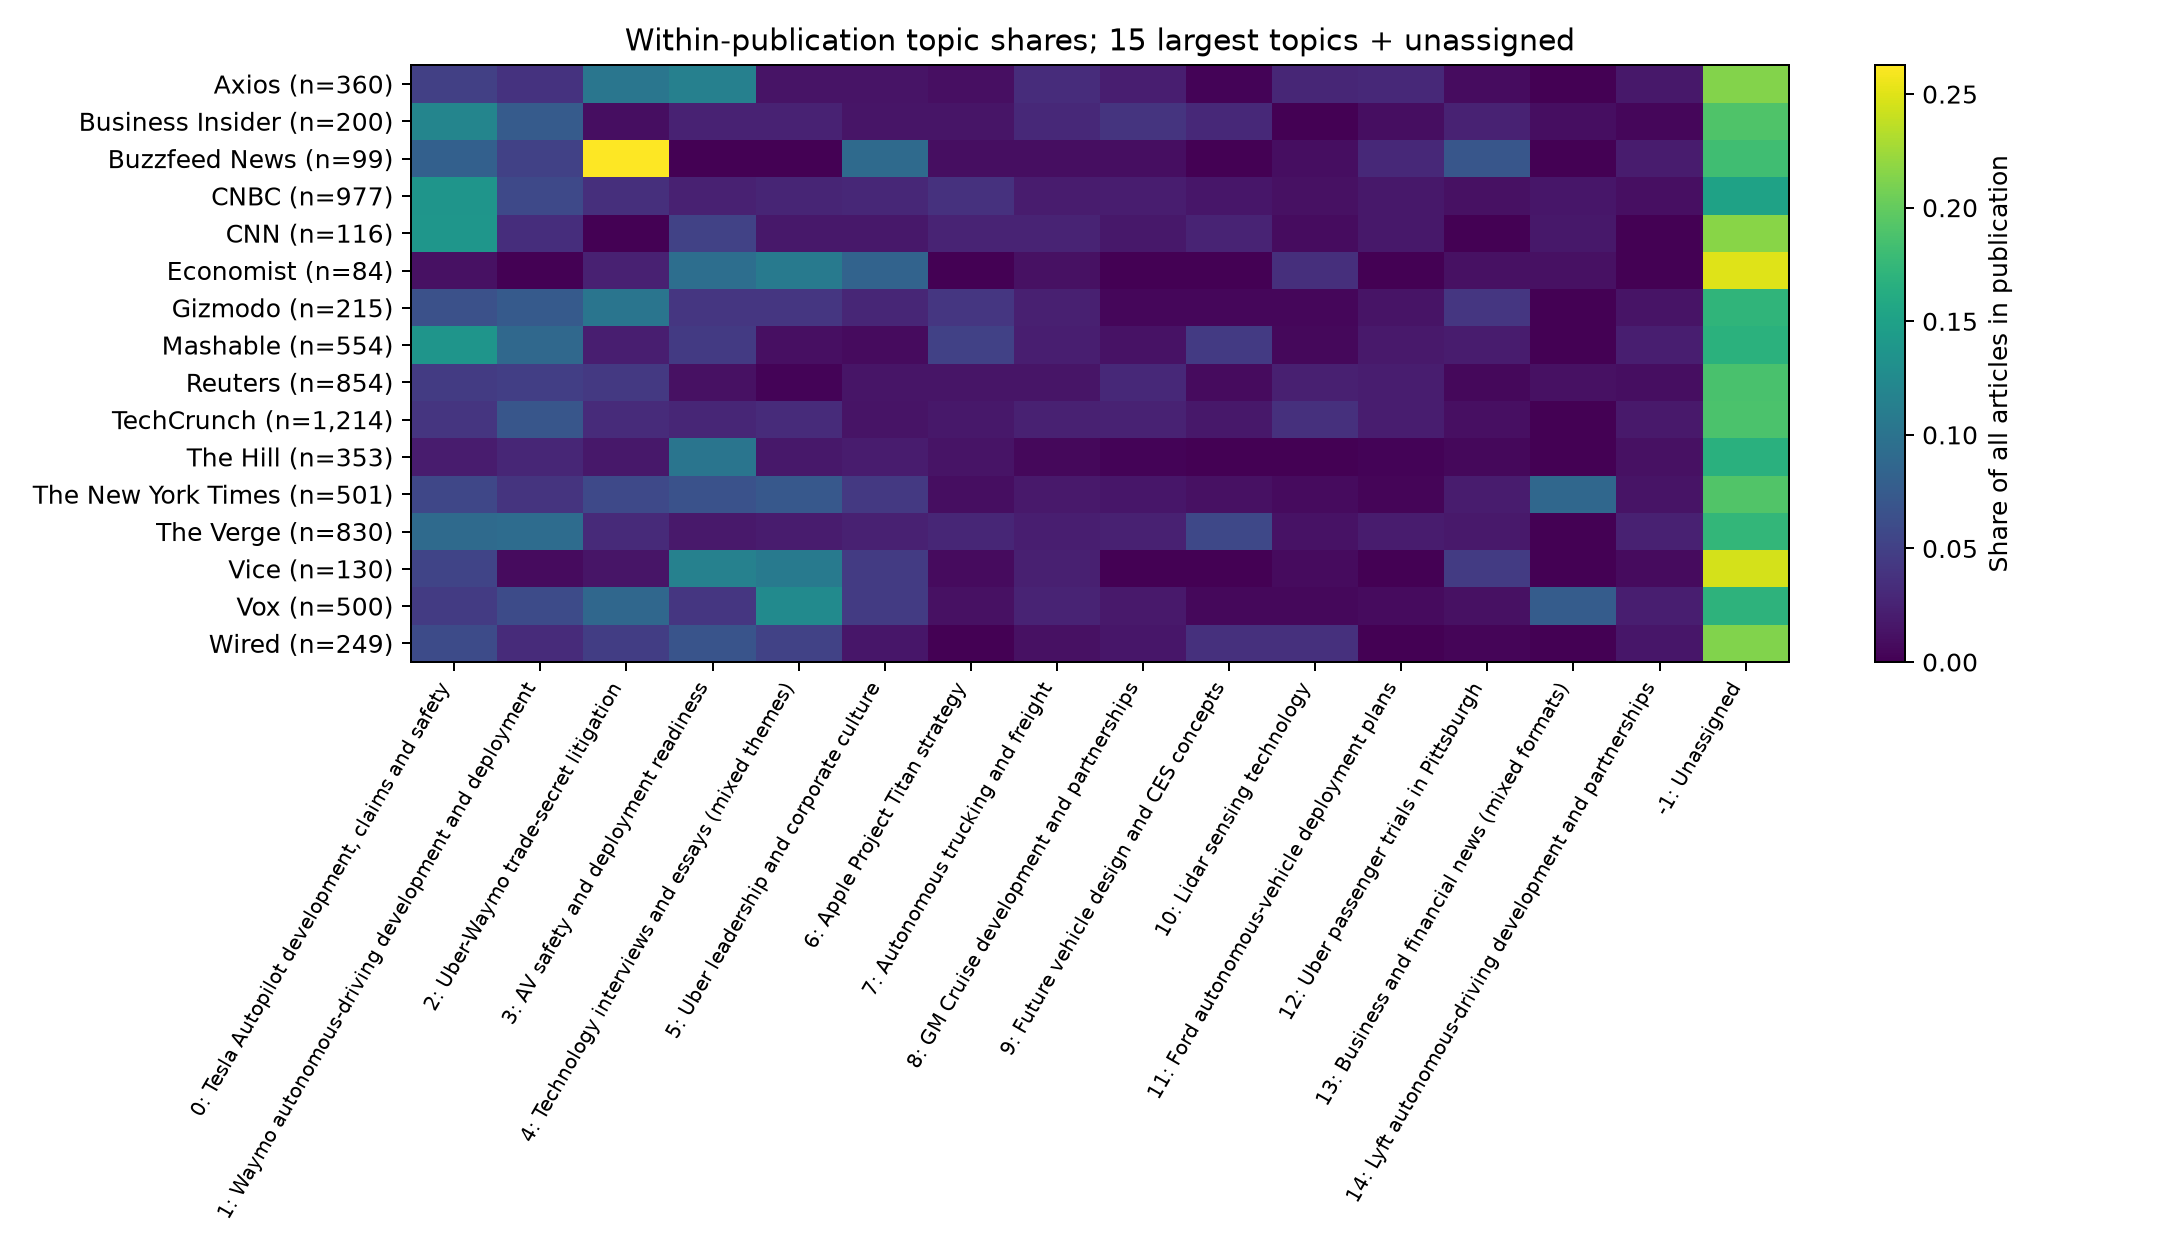 Within-publication topic shares; 15 largest topics + unassigned
Axios (n=360)
Business Insider (n=200)
Buzzfeed News (n=99)
CNBC (n=977)
CNN (n=116)
Economist (n=84)
Gizmodo (n=215)
Mashable (n=554)
Reuters (n=854)
TechCrunch (n=1,214)
The Hill (n=353)
The New York Times (n=501)
The Verge (n=830)
Vice (n=130)
Vox (n=500)
Wired (n=249)
0: Tesla Autopilot development, claims and safety
1: Waymo autonomous-driving development and deployment
2: Uber-Waymo trade-secret litigation
3: AV safety and deployment readiness
4: Technology interviews and essays (mixed themes)
5: Uber leadership and corporate culture
6: Apple Project Titan strategy
7: Autonomous trucking and freight
8: GM Cruise development and partnerships
9: Future vehicle design and CES concepts
10: Lidar sensing technology
11: Ford autonomous-vehicle deployment plans
12: Uber passenger trials in Pittsburgh
13: Business and financial news (mixed formats)
14: Lyft autonomous-driving development and partnerships
-1: Unassigned
0.25
0.20
0.15
0.10
0.05
0.00
Share of all articles in publication